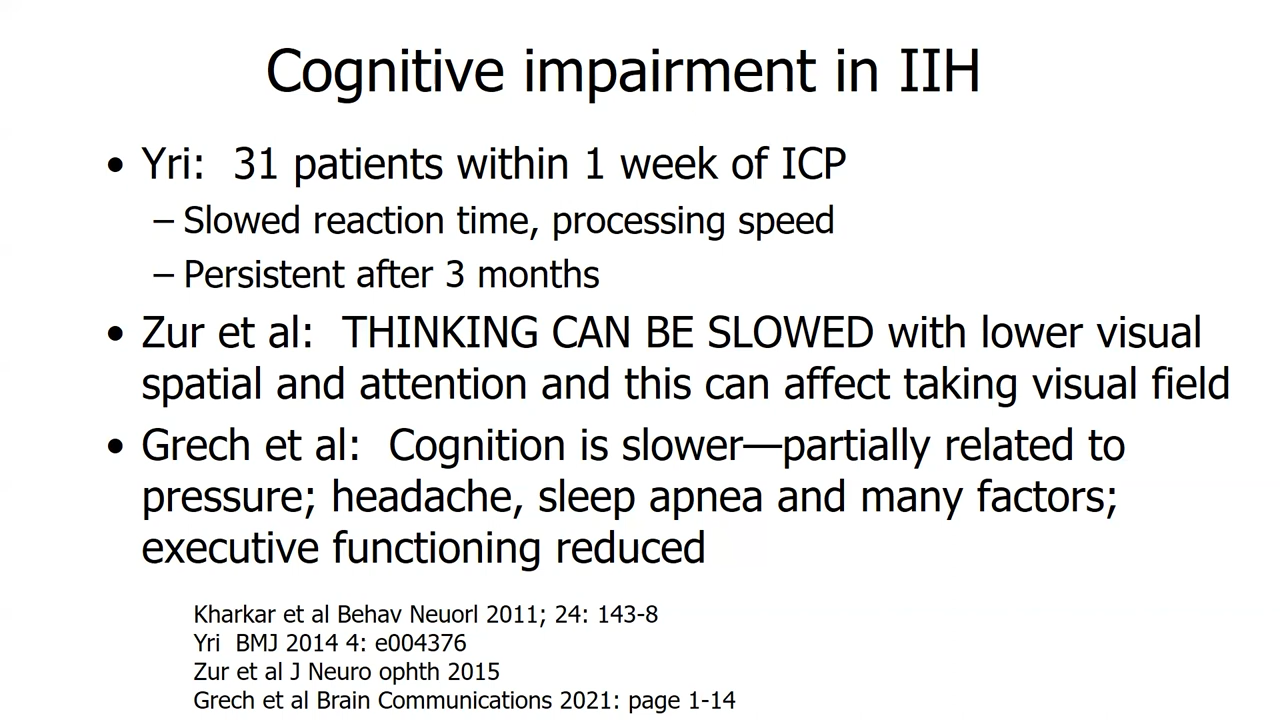 Cognitive impairment in IIH
• Yri:  31 patients within 1 week of ICP
– Slowed reaction time, processing speed
– Persistent after 3 months
• Zur et al:  THINKING CAN BE SLOWED with lower visual
spatial and attention and this can affect taking visual field
• Grech et al:  Cognition is slower—partially related to
pressure; headache, sleep apnea and many factors;
executive functioning reduced
Kharkar et al Behav Neuorl 2011; 24: 143-8
Yri  BMJ 2014 4: e004376
Zur et al J Neuro ophth 2015
Grech et al Brain Communications 2021: page 1-14